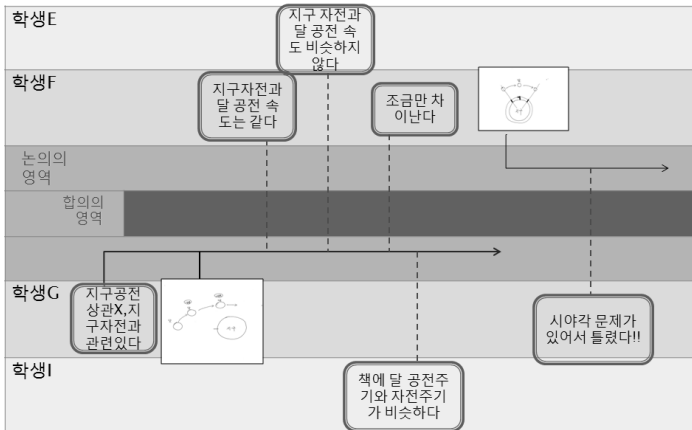 학생E
지구 자전과
달 공전 속
도 비슷하지
않다
학생F
지구자전과
달 공전 속
도는 같다
조금만 차
이난다
논의의
영역
합의의
영역
학생G
지구공전
상관X,지
구자전과
관련있다
시야각 문제가
있어서 틀렸다!!
학생I
책에 달 공전주
기와 자전주기
가 비슷하다